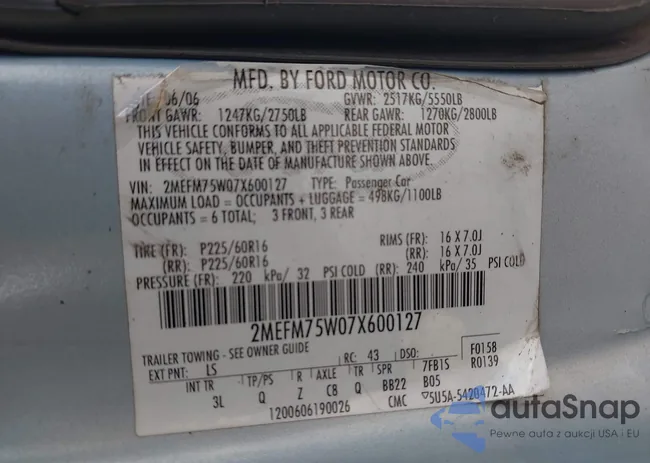 MFD. BY FORD MOTOR CO.
06/06 GVWR: 2517KG/5550LB
FRONT GAWR: 1247KG/2750LB REAR GAWR: 1270KG/2800LB
THIS VEHICLE CONFORMS TO ALL APPLICABLE FEDERAL MOTOR
VEHICLE SAFETY, BUMPER, AND THEFT PREVENTION STANDARDS
IN EFFECT ON THE DATE OF MANUFACTURE SHOWN ABOVE.
VIN: 2MEFM75W07X600127 TYPE: Passenger Car
MAXIMUM LOAD = OCCUPANTS + LUGGAGE = 498KG/1100LB
OCCUPANTS = 6 TOTAL; 3 FRONT, 3 REAR
TIRE (FR): P225/60R16 RIMS (FR): 16 X 7.0J
(RR): P225/60R16 (RR): 16 X 7.0J
PRESSURE (FR): 220 kPa/ 32 PSI COLD (RR): 240 kPa/ 35 PSI COLD
2MEFM75W07X600127
TRAILER TOWING - SEE OWNER GUIDE
EXT PNT: LS RC: 43 DSO: F0158
INT TR TP/PS R AXLE TR SPR 7FB1S R0139
3L Q Z C8 Q BB22 B05
1200606190026 CMC 5U5A-5420472-AA
autoSnap
Pewne auta z aukcji USA i EU